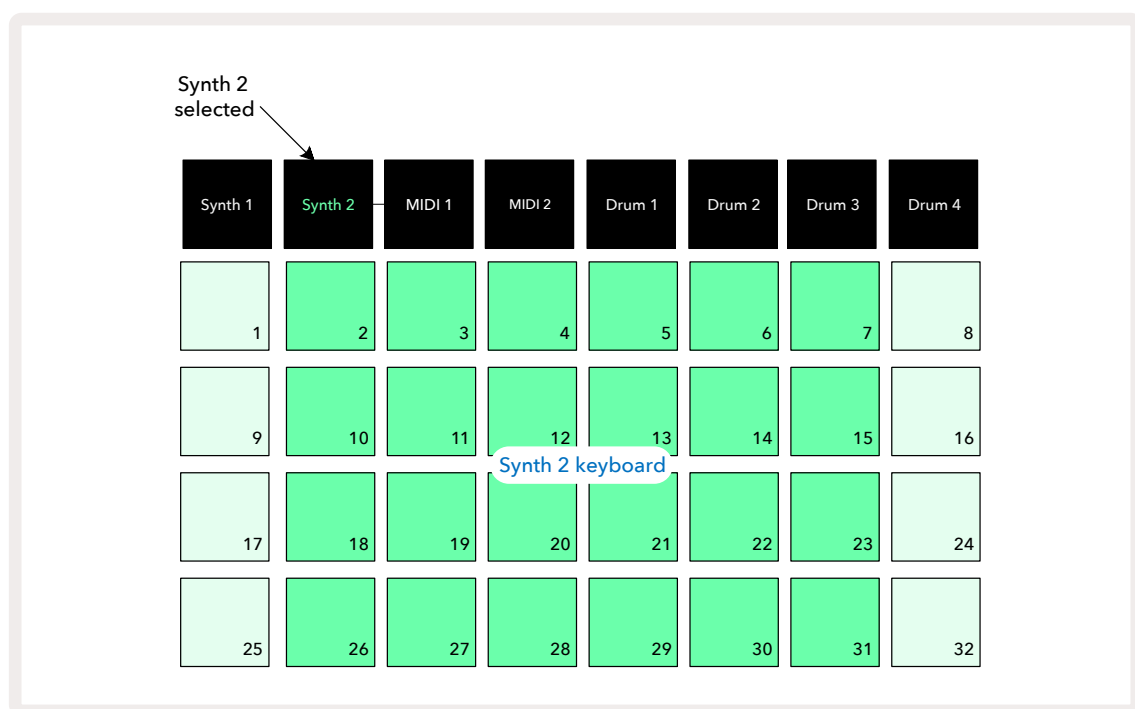 Synth 2
selected
Synth 1 Synth 2 MIDI 1 MIDI 2 Drum 1 Drum 2 Drum 3 Drum 4
1 2 3 4 5 6 7 8
9 10 11 12 13 14 15 16
Synth 2 keyboard
17 18 19 20 21 22 23 24
25 26 27 28 29 30 31 32